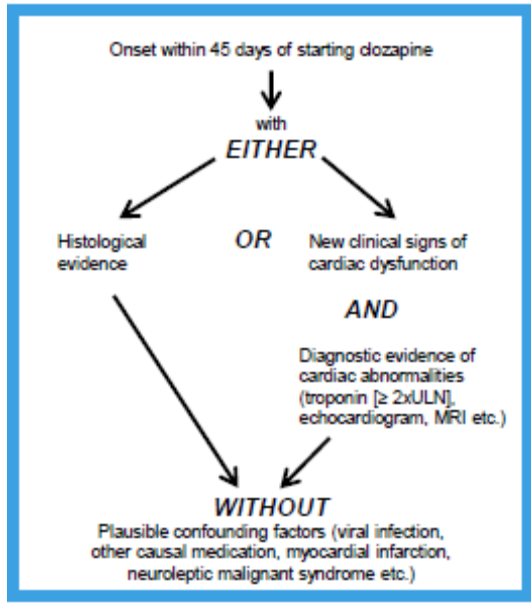 Onset within 45 days of starting clozapine
with
EITHER
Histological
evidence
OR
New clinical signs of
cardiac dysfunction
AND
Diagnostic evidence of
cardiac abnormalities
(troponin [≥ 2xULN],
echocardiogram, MRI etc.)
WITHOUT
Plausible confounding factors (viral infection,
other causal medication, myocardial infarction,
neuroleptic malignant syndrome etc.)